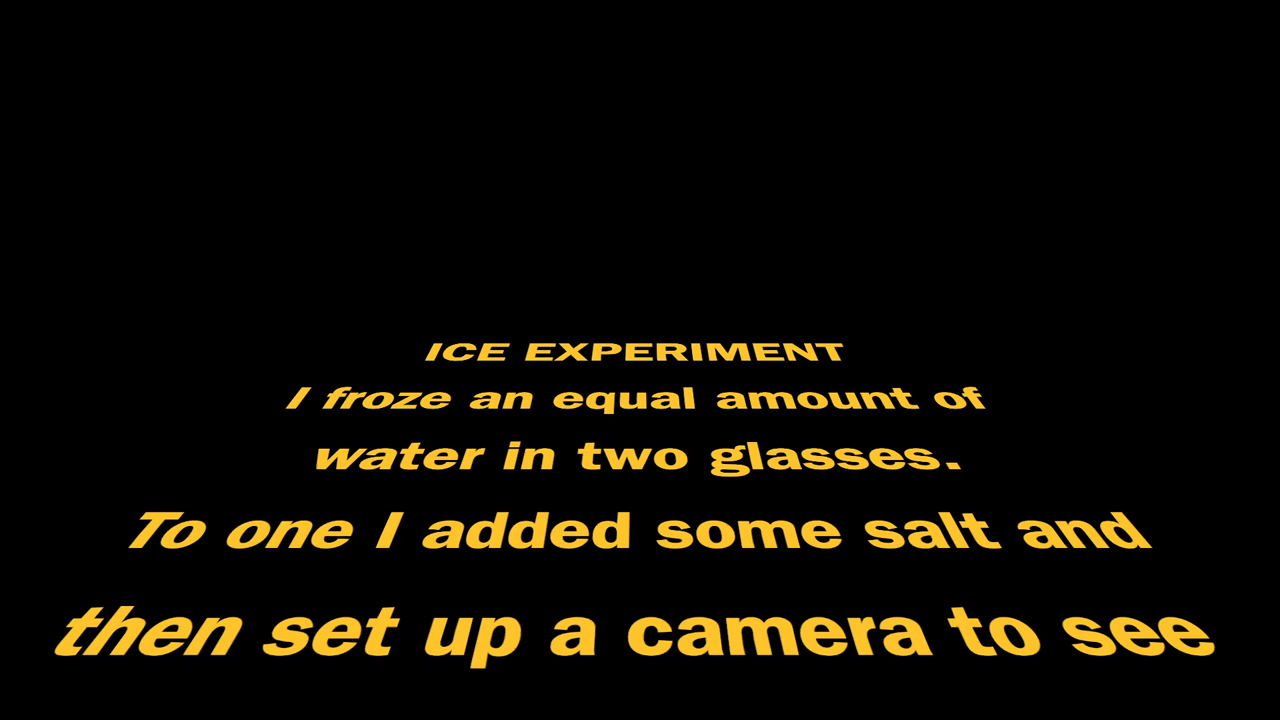 ICE EXPERIMENT
I froze an equal amount of
water in two glasses.
To one I added some salt and
then set up a camera to see